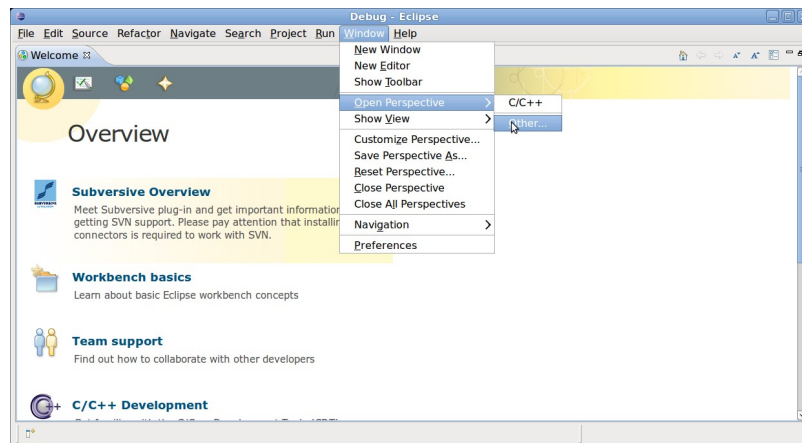 Debug - Eclipse
File Edit Source Refactor Navigate Search Project Run Window Help
Welcome
New Window
New Editor
Show Toolbar
Open Perspective
C/C++
Other...
Show View
Customize Perspective...
Save Perspective As...
Reset Perspective...
Close Perspective
Close All Perspectives
Navigation
Preferences
Overview
Subversive Overview
Meet Subversive plug-in and get important information
getting SVN support. Please pay attention that
connectors is required to work with SVN.
Workbench basics
Learn about basic Eclipse workbench concepts
Team support
Find out how to collaborate with other developers
C/C++ Development